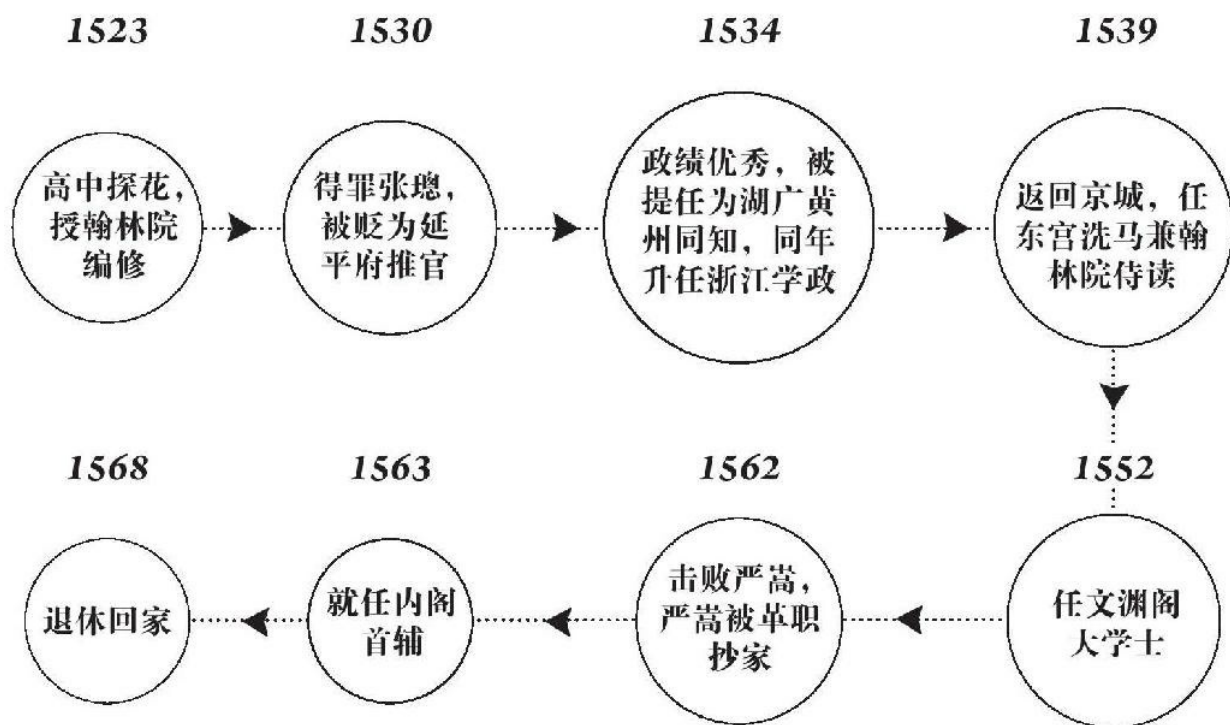 1523
1530
1534
1539
高中探花，
授翰林院
编修
得罪张璁，
被贬为延
平府推官
政绩优秀，被
提任为湖广黄
州同知，同年
升任浙江学政
返回京城，任
东宫洗马兼翰
林院侍读
1568
1563
1562
1552
退休回家
就任内阁
首辅
击败严嵩，
严嵩被革职
抄家
任文渊阁
大学士